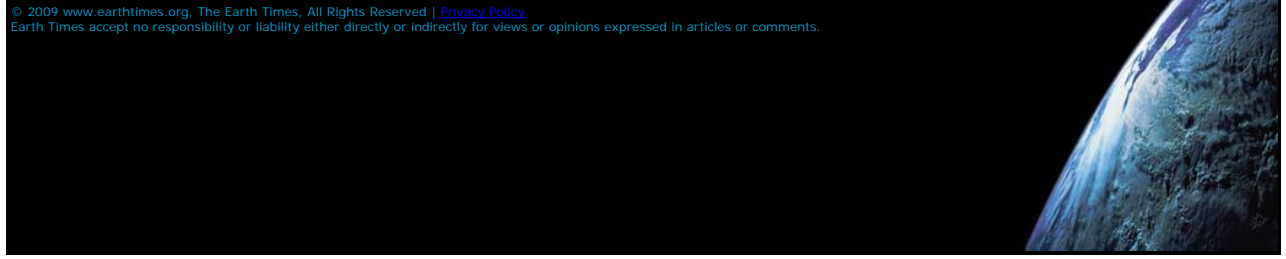 © 2009 www.earthtimes.org, The Earth Times, All Rights Reserved | Privacy Policy
Earth Times accept no responsibility or liability either directly or indirectly for views or opinions expressed in articles or comments.